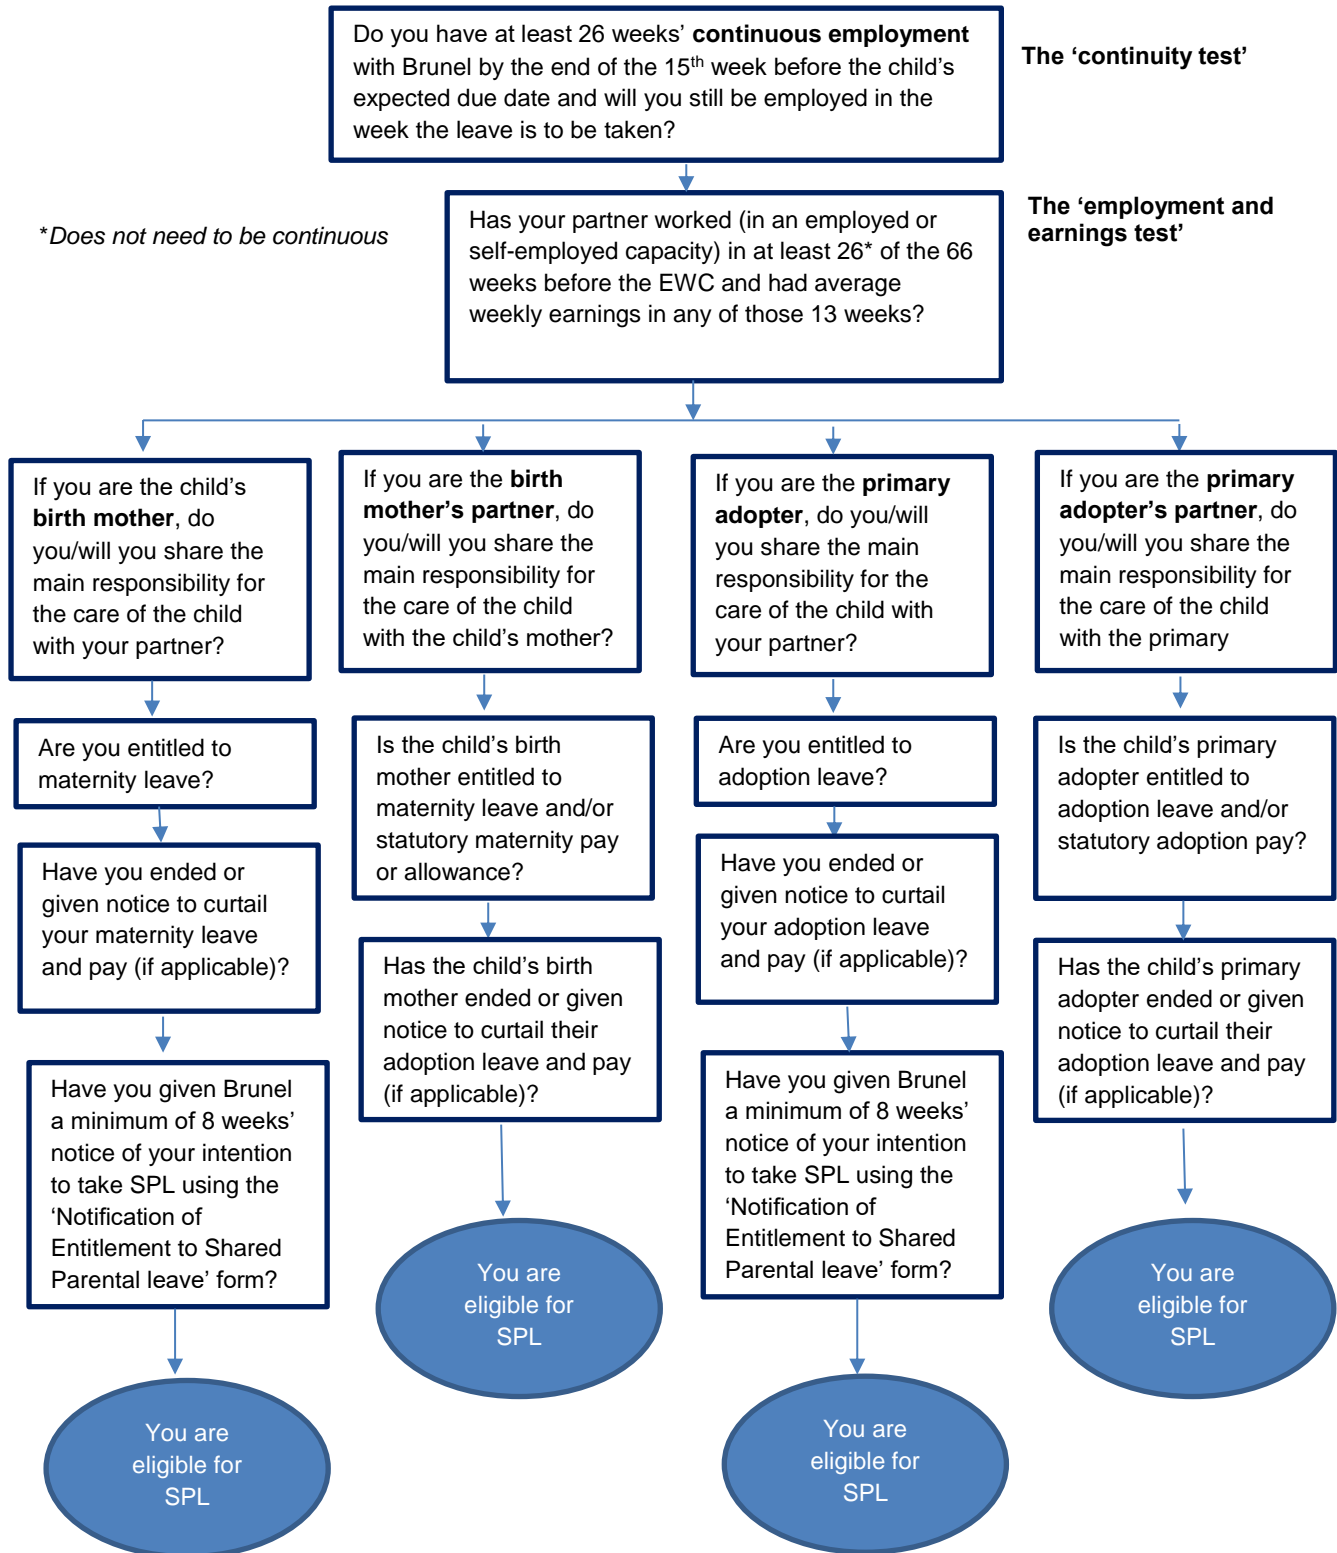 Do you have at least 26 weeks’ continuous employment
with Brunel by the end of the 15th week before the child’s
expected due date and will you still be employed in the
week the leave is to be taken?
The ‘continuity test’
*Does not need to be continuous
Has your partner worked (in an employed or
self-employed capacity) in at least 26* of the 66
weeks before the EWC and had average
weekly earnings in any of those 13 weeks?
The ‘employment and
earnings test’
If you are the child’s
birth mother, do
you/will you share the
main responsibility for
the care of the child
with your partner?
Are you entitled to
maternity leave?
Have you ended or
given notice to curtail
your maternity leave
and pay (if applicable)?
Have you given Brunel
a minimum of 8 weeks’
notice of your intention
to take SPL using the
‘Notification of
Entitlement to Shared
Parental leave’ form?
You are
eligible for
SPL
If you are the birth
mother’s partner, do
you/will you share the
main responsibility for
the care of the child
with the child’s mother?
Is the child’s birth
mother entitled to
maternity leave and/or
statutory maternity pay
or allowance?
Has the child’s birth
mother ended or given
notice to curtail their
adoption leave and pay
(if applicable)?
You are
eligible for
SPL
If you are the primary
adopter, do you/will
you share the main
responsibility for the
care of the child with
your partner?
Are you entitled to
adoption leave?
Have you ended or
given notice to curtail
your adoption leave
and pay (if applicable)?
Have you given Brunel
a minimum of 8 weeks’
notice of your intention
to take SPL using the
‘Notification of
Entitlement to Shared
Parental leave’ form?
You are
eligible for
SPL
If you are the primary
adopter’s partner, do
you/will you share the
main responsibility for
the care of the child
with the primary
Is the child’s primary
adopter entitled to
adoption leave and/or
statutory adoption pay?
Has the child’s primary
adopter ended or given
notice to curtail their
adoption leave and pay
(if applicable)?
You are
eligible for
SPL